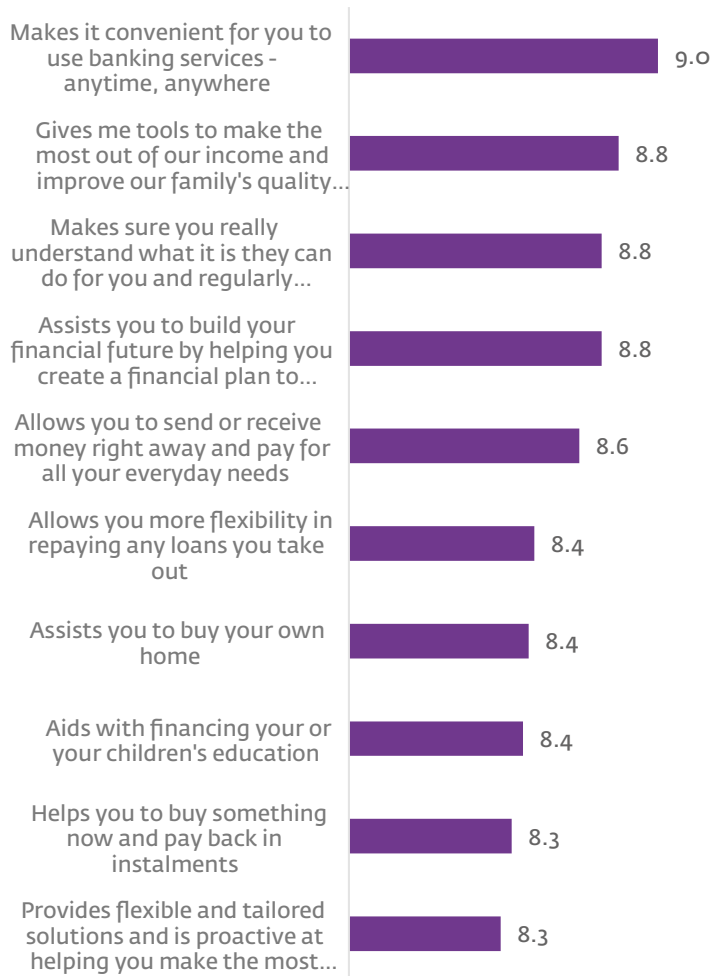 Makes it convenient for you to
use banking services -
anytime, anywhere
9.0
Gives me tools to make the
most out of our income and
improve our family's quality...
8.8
Makes sure you really
understand what it is they can
do for you and regularly...
8.8
Assists you to build your
financial future by helping you
create a financial plan to...
8.8
Allows you to send or receive
money right away and pay for
all your everyday needs
8.6
Allows you more flexibility in
repaying any loans you take
out
8.4
Assists you to buy your own
home
8.4
Aids with financing your or
your children's education
8.4
Helps you to buy something
now and pay back in
instalments
8.3
Provides flexible and tailored
solutions and is proactive at
helping you make the most...
8.3